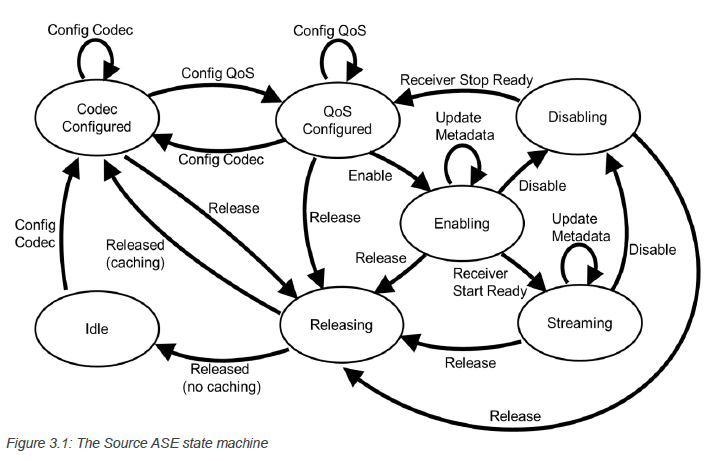 Config Codec
Config QoS
Config QoS
Receiver Stop Ready
Codec
Configured
QoS
Configured
Disabling
Update
Metadata
Config Codec
Enable
Disable
Release
Release
Enabling
Update
Metadata
Config
Codec
Released
(caching)
Release
Receiver
Start Ready
Disable
Idle
Releasing
Streaming
Released
(no caching)
Release
Release
Figure 3.1: The Source ASE state machine